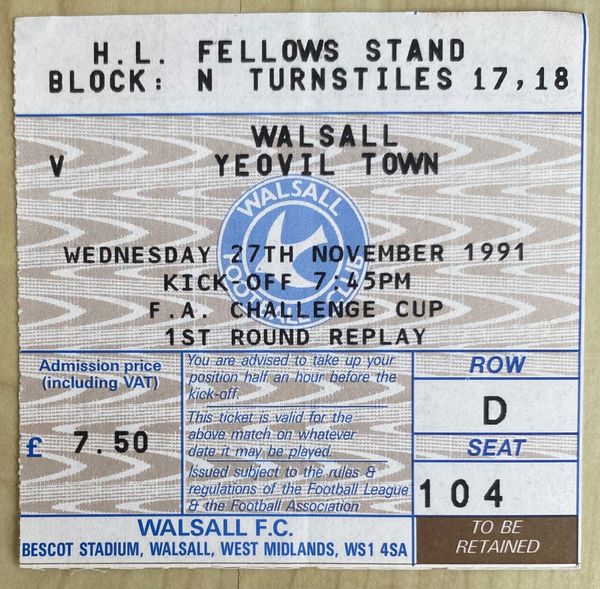 H.L. FELLOWS STAND
BLOCK: N TURNSTILES 17,18
WALSALL
V YEOVIL TOWN
WALSALL
FOOTBALL CLUB
WEDNESDAY 27TH NOVEMBER 1991
KICK-OFF 7:45PM
F.A. CHALLENGE CUP
1ST ROUND REPLAY
Admission price
(including VAT)
£ 7.50
You are advised to take up your
position half an hour before the
kick-off.
This ticket is valid for the
above match on whatever
date it may be played.
Issued subject to the rules &
regulations of the Football League
& the Football Association
ROW
D
SEAT
104
WALSALL F.C.
BESCOT STADIUM, WALSALL, WEST MIDLANDS, WS1 4SA
TO BE
RETAINED